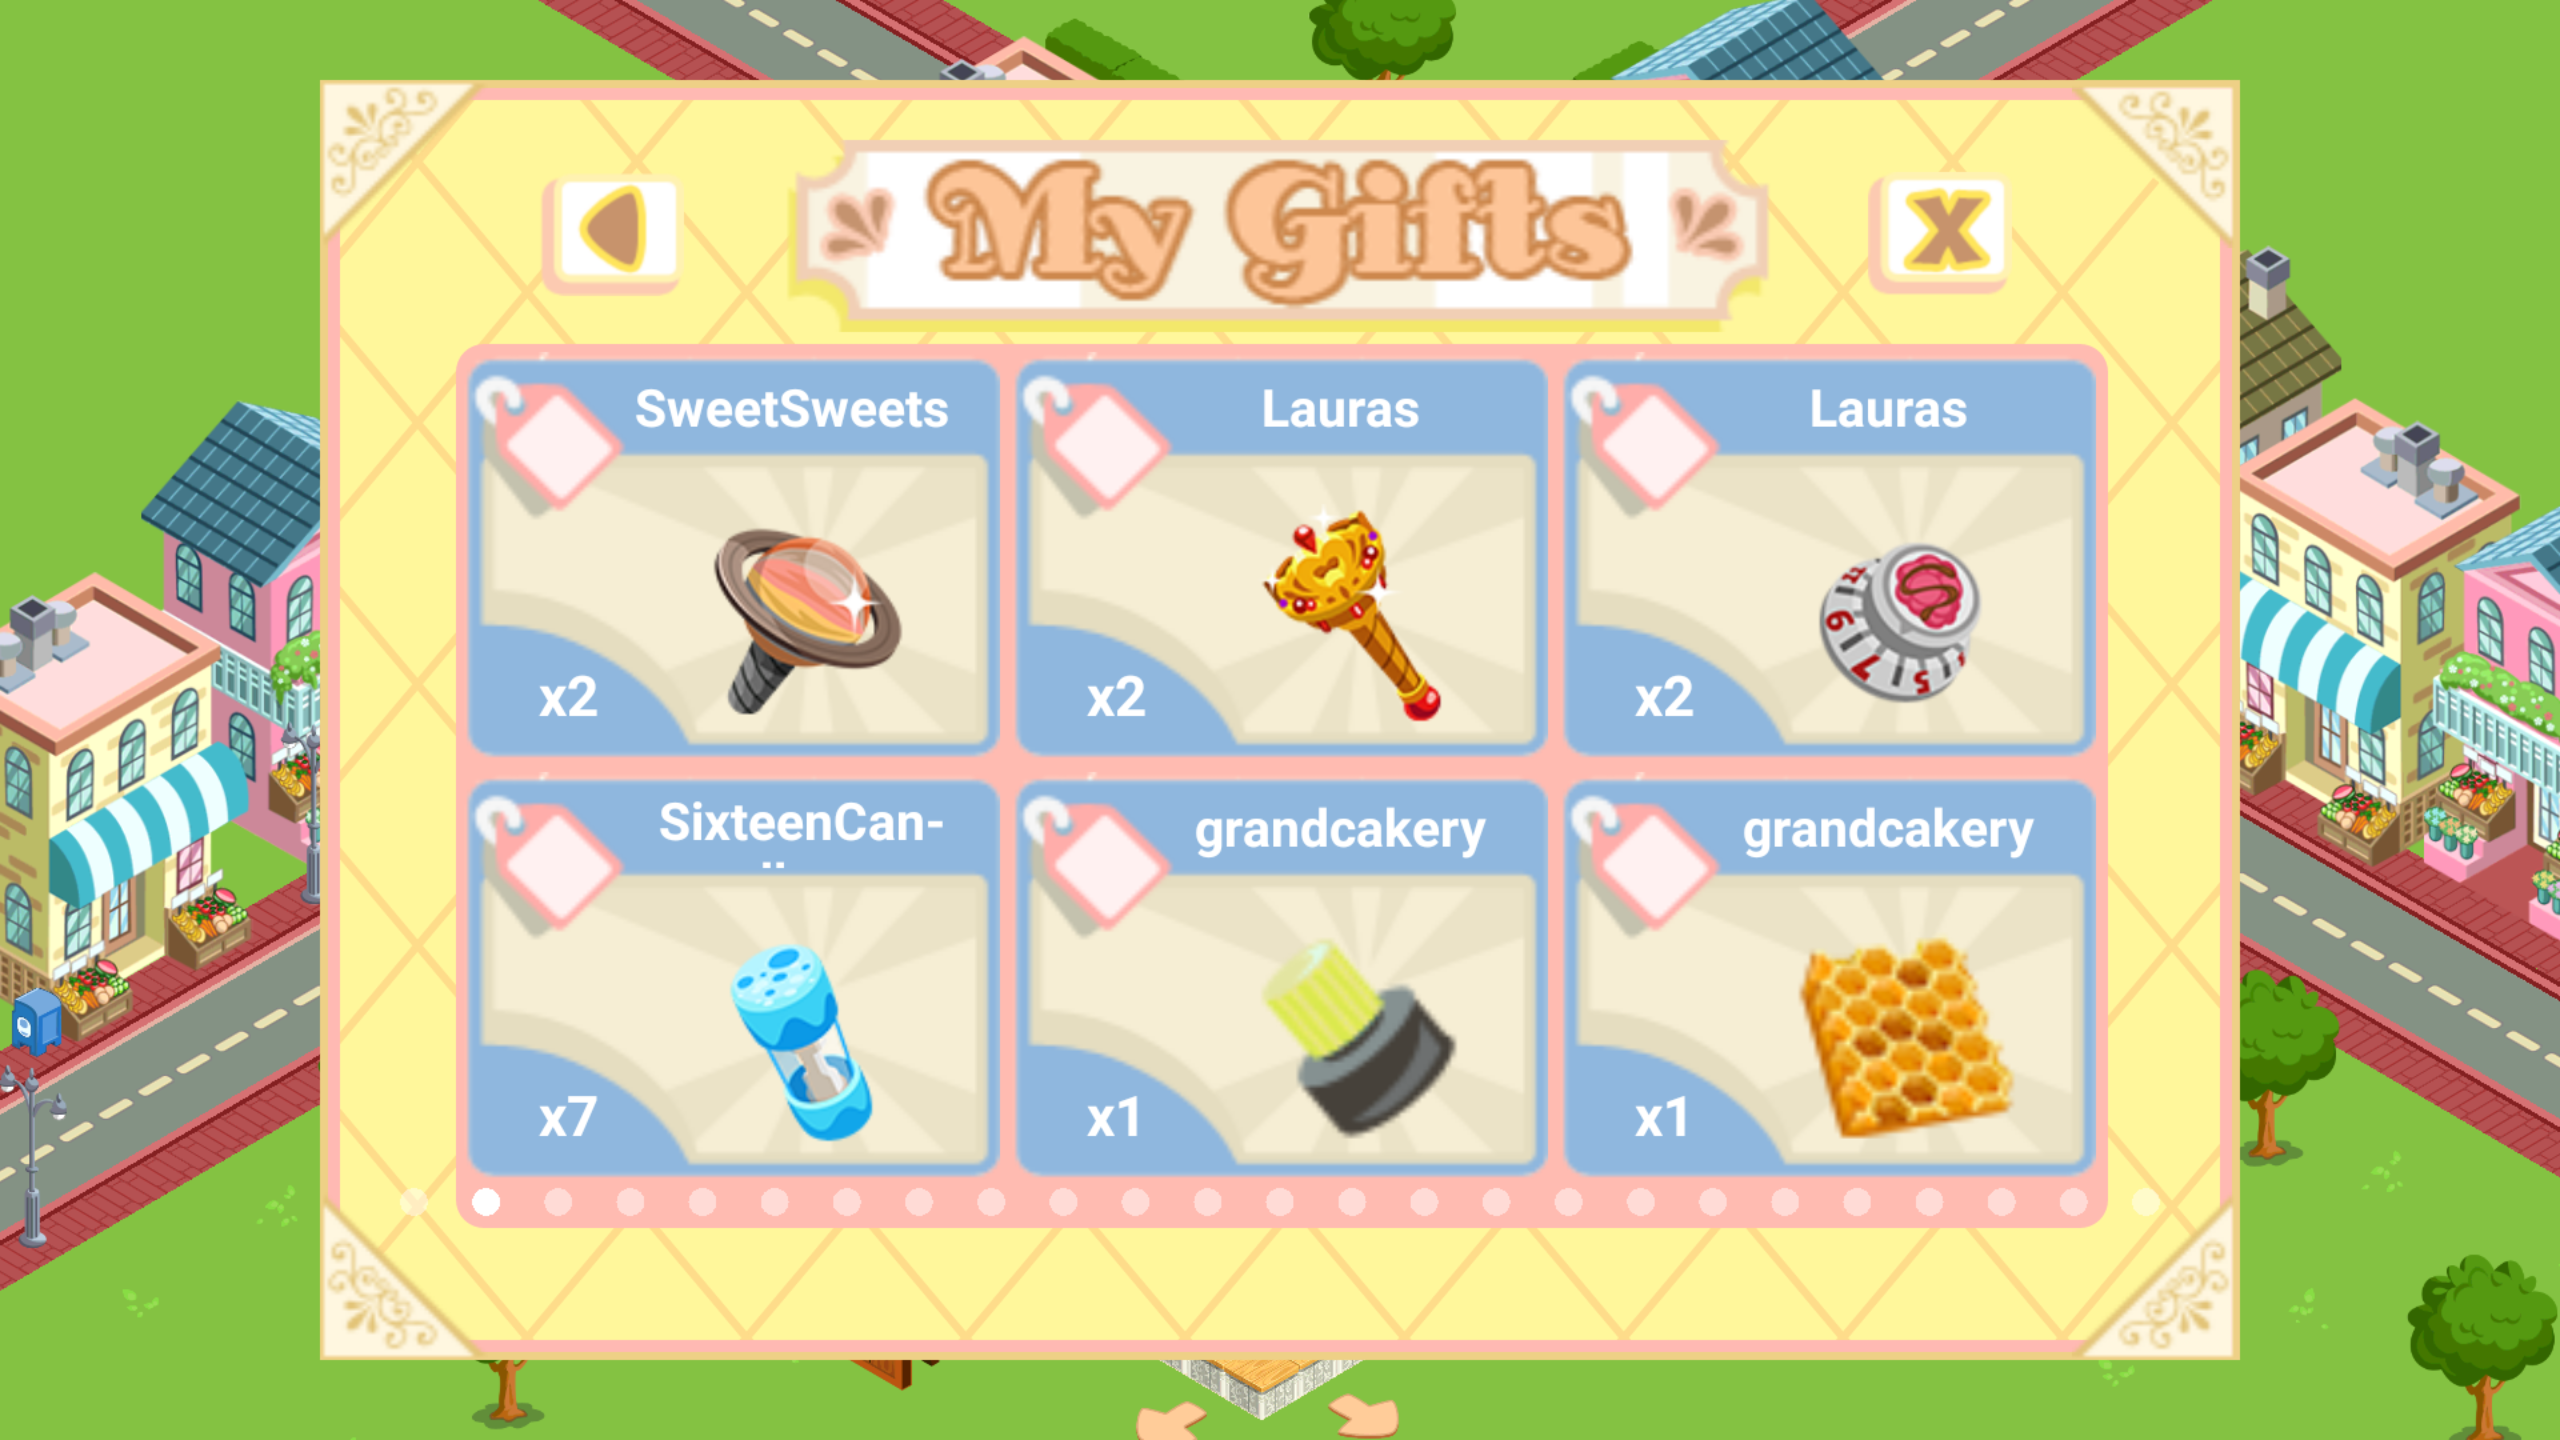 My Gifts
X
SweetSweets
x2
Lauras
x2
Lauras
x2
SixteenCan-
x7
grandcakery
x1
grandcakery
x1